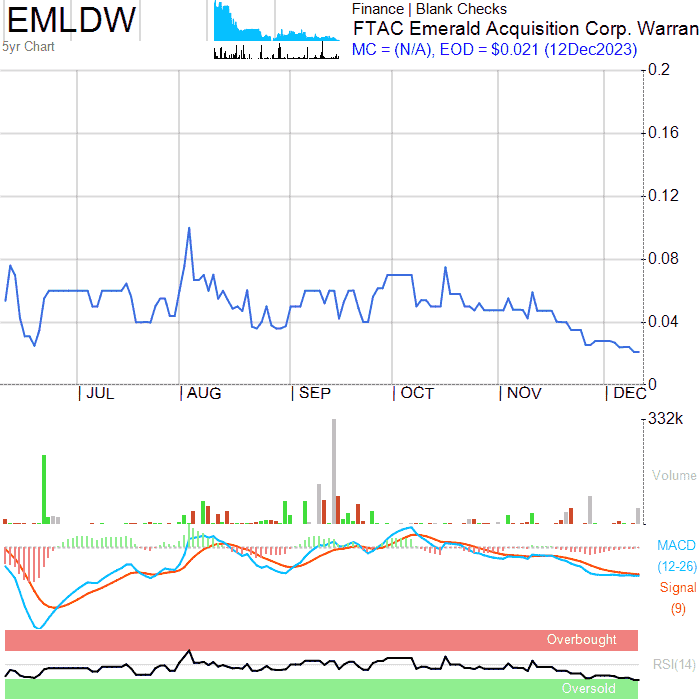 EMLDW
5yr Chart
Finance | Blank Checks
FTAC Emerald Acquisition Corp. Warran
MC = (N/A), EOD = $0.021 (12Dec2023)
0.2
0.16
0.12
0.08
0.04
0
JUL AUG SEP OCT NOV DEC
332k
Volume
MACD
(12-26)
Signal
(9)
Overbought
RSI(14)
Oversold